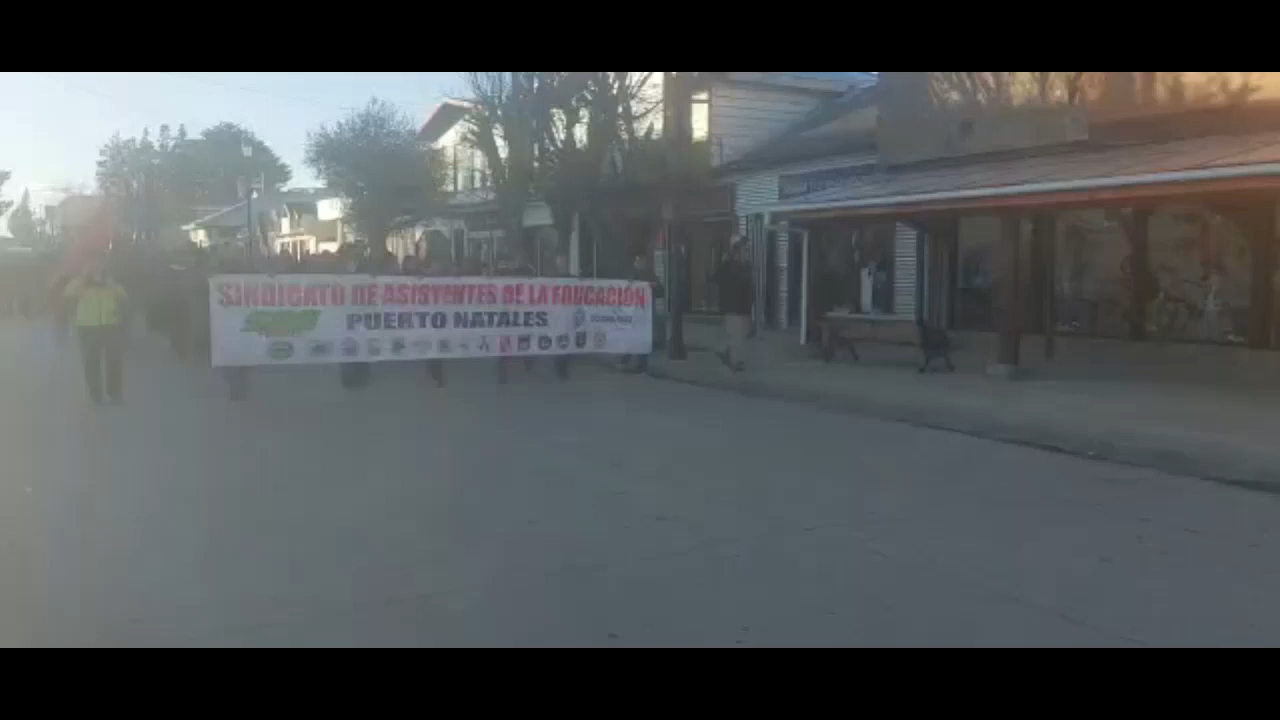 SINDICATO DE ASISTENTES DE LA EDUCACIÓN
PUERTO NATALES